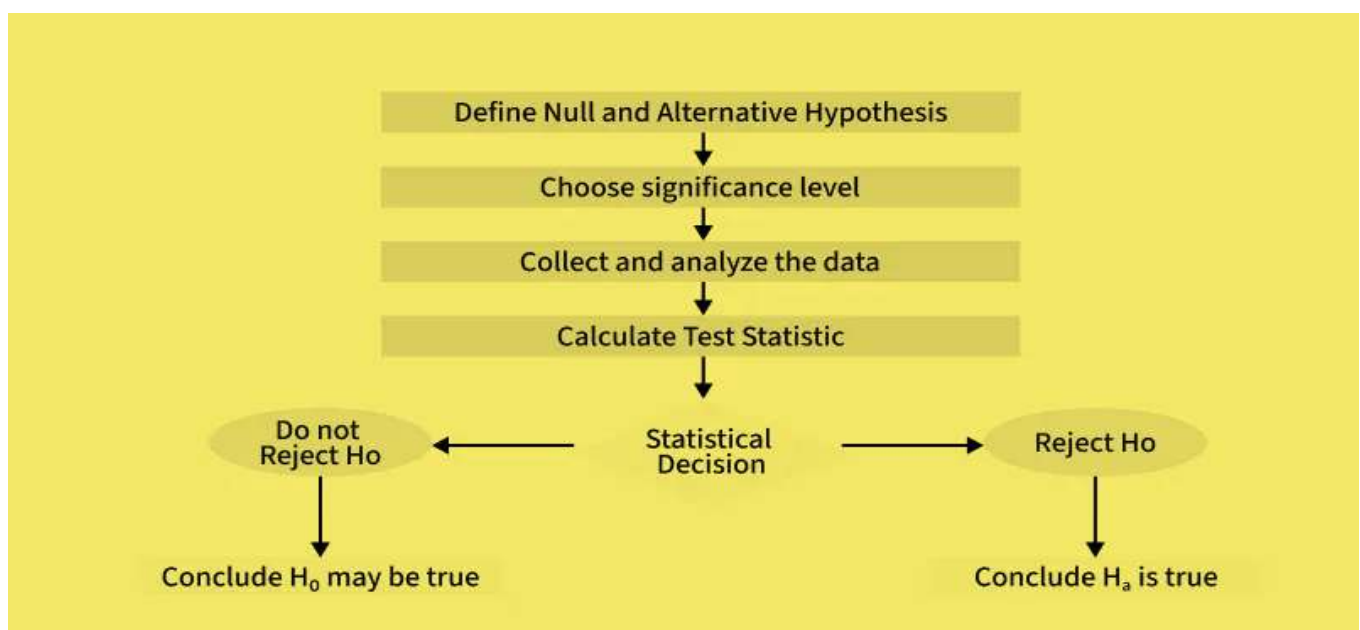 Define Null and Alternative Hypothesis
Choose significance level
Collect and analyze the data
Calculate Test Statistic
Do not
Reject Ho
Statistical
Decision
Reject Ho
Conclude H₀ may be true
Conclude Hₐ is true